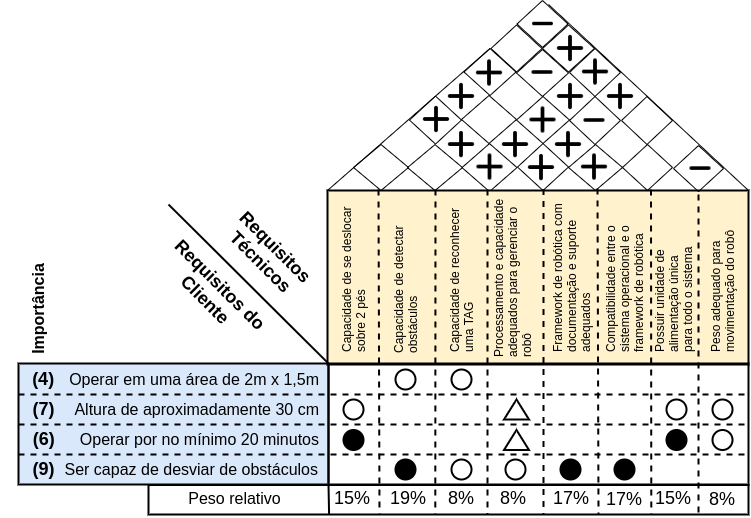 Requisitos
Técnicos
Requisitos do
Cliente
Importância
Capacidade de se deslocar
sobre 2 pés
Capacidade de detectar
obstáculos
Capacidade de reconhecer
uma TAG
Processamento e capacidade
adequados para gerenciar o
robô
Framework de robótica com
documentação e suporte
adequados
Compatibilidade entre o
sistema operacional e o
framework de robótica
Possuir unidade de
alimentação única
para todo o sistema
Peso adequado para
movimentação do robô
(4) Operar em uma área de 2m x 1,5m
(7) Altura de aproximadamente 30 cm
(6) Operar por no mínimo 20 minutos
(9) Ser capaz de desviar de obstáculos
Peso relativo 15% 19% 8% 8% 17% 17% 15% 8%